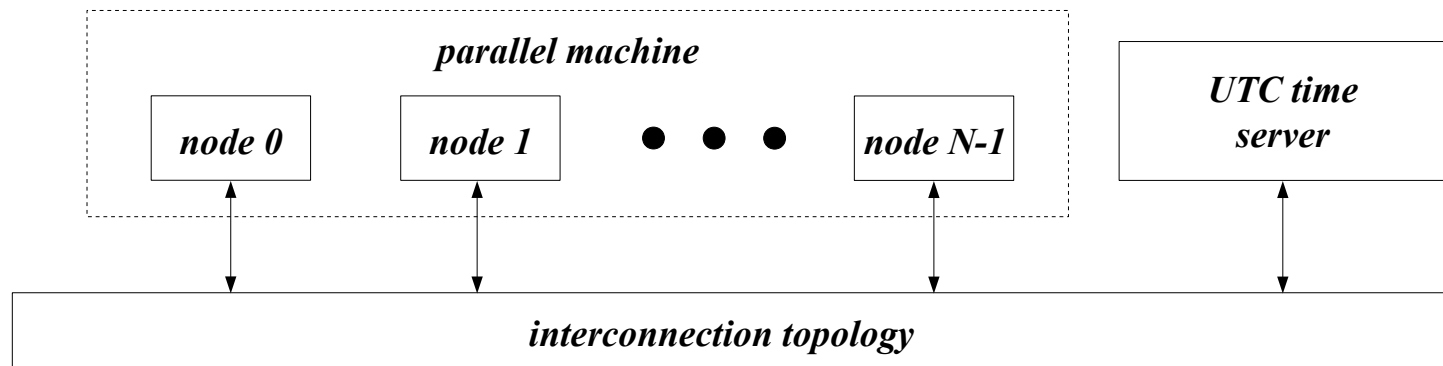 parallel machine
UTC time
server
node 0
node 1
node N-1
interconnection topology